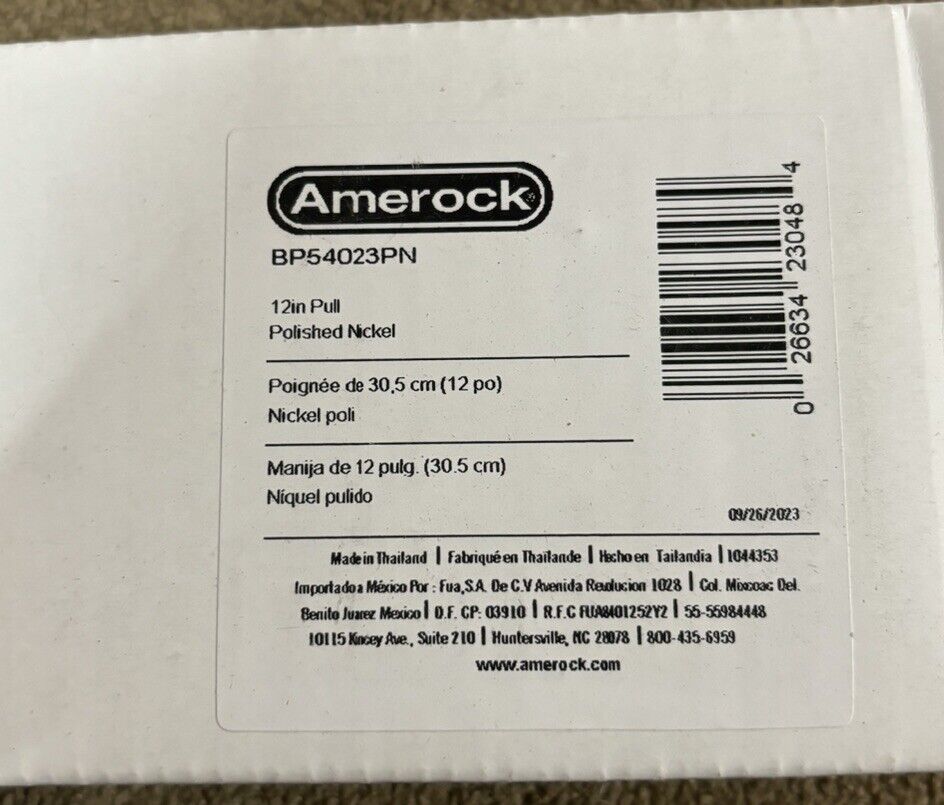 Amerock
BP54023PN
12in Pull
Polished Nickel
Poignée de 30,5 cm (12 po)
Nickel poli
Manija de 12 pulg. (30.5 cm)
Níquel pulido
0 26634 23048 4
09/26/2023
Made in Thailand | Fabriqué en Thaïlande | Hecho en Tailandia | 1044353
Importado a México Por : Fua,S.A. De C.V Avenida Revolucion 1028 | Col. Mixcoac Del.
Benito Juarez Mexico | D.F. CP: 03910 | R.F.C FUA8401252Y2 | 55-55984448
10115 Kincey Ave., Suite 210 | Huntersville, NC 28078 | 800-435-6959
www.amerock.com